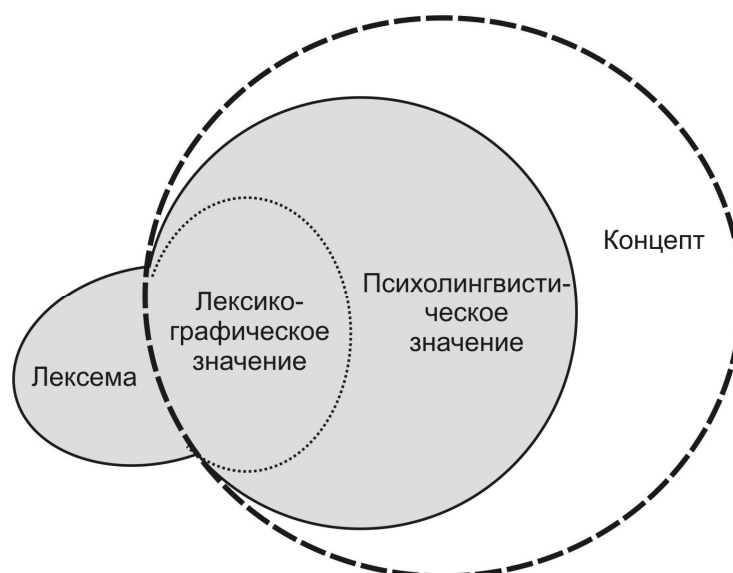 Концепт
Психолингвисти-
ческое
значение
Лексико-
графическое
значение
Лексема